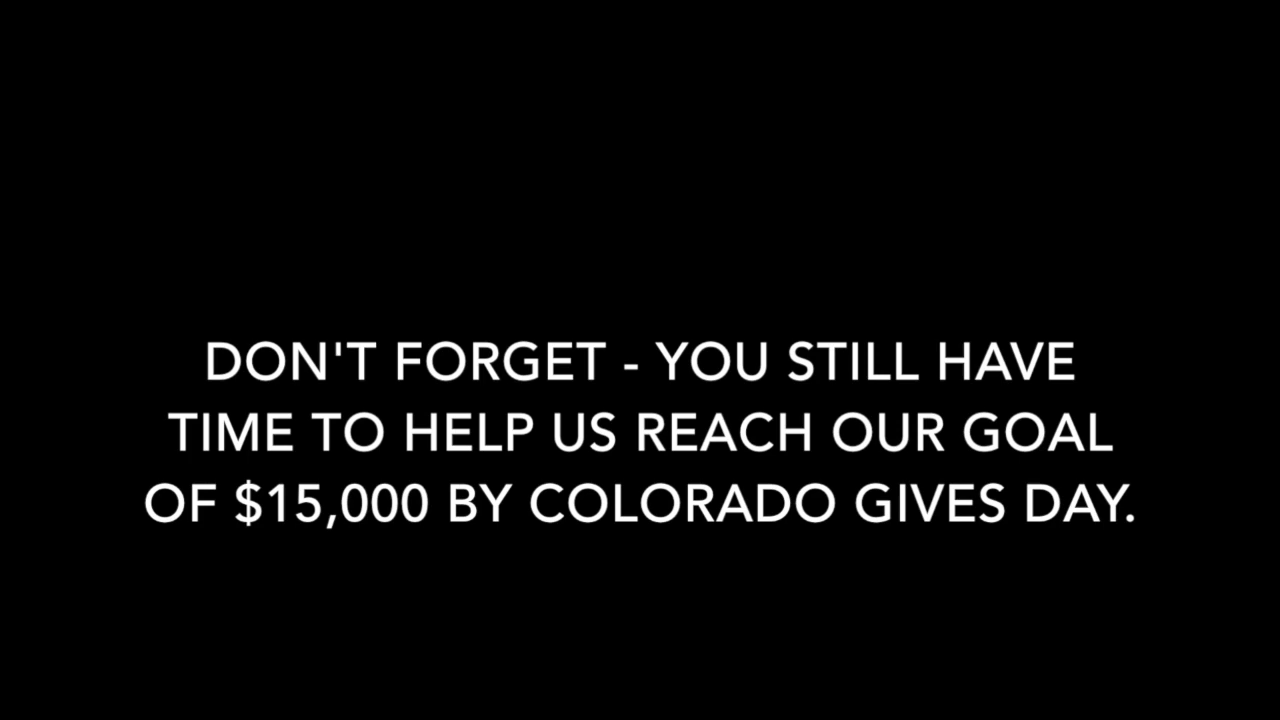 DON'T FORGET - YOU STILL HAVE
TIME TO HELP US REACH OUR GOAL
OF $15,000 BY COLORADO GIVES DAY.